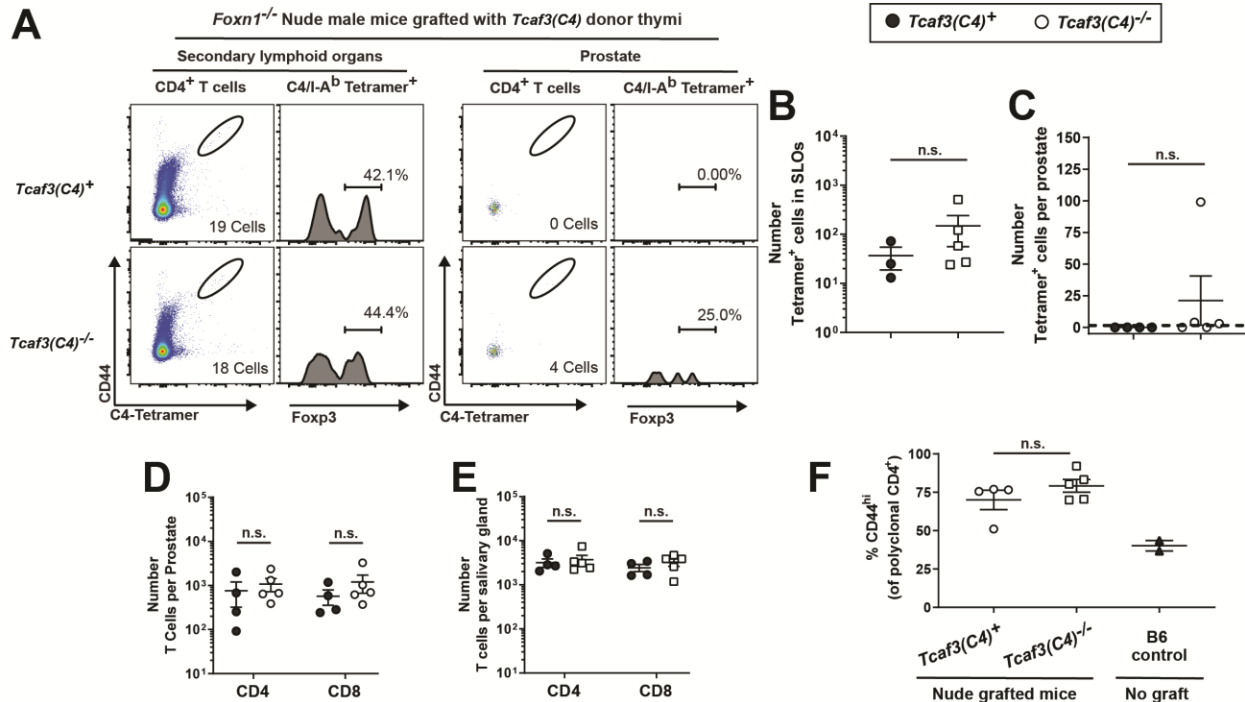 A
Foxn1-/- Nude male mice grafted with Tcaf3(C4) donor thymi
Secondary lymphoid organs
Prostate
CD4+ T cells
C4/I-Ab Tetramer+
CD4+ T cells
C4/I-Ab Tetramer+
Tcaf3(C4)+
19 Cells
42.1%
0 Cells
0.00%
Tcaf3(C4)-/-
18 Cells
44.4%
4 Cells
25.0%
CD44
C4-Tetramer
Foxp3
CD44
C4-Tetramer
Foxp3
Tcaf3(C4)+
Tcaf3(C4)-/-
B
Number
Tetramer+ cells in SLOs
10^4
10^3
10^2
10^1
10^0
n.s.
C
Number
Tetramer+ cells per prostate
150
125
100
75
50
25
0
n.s.
D
Number
T Cells per Prostate
10^5
10^4
10^3
10^2
10^1
n.s.
n.s.
CD4
CD8
E
Number
T cells per salivary gland
10^5
10^4
10^3
10^2
10^1
n.s.
n.s.
CD4
CD8
F
% CD44hi
(of polyclonal CD4+)
100
75
50
25
0
n.s.
Tcaf3(C4)+
Tcaf3(C4)-/-
B6
control
Nude grafted mice
No graft